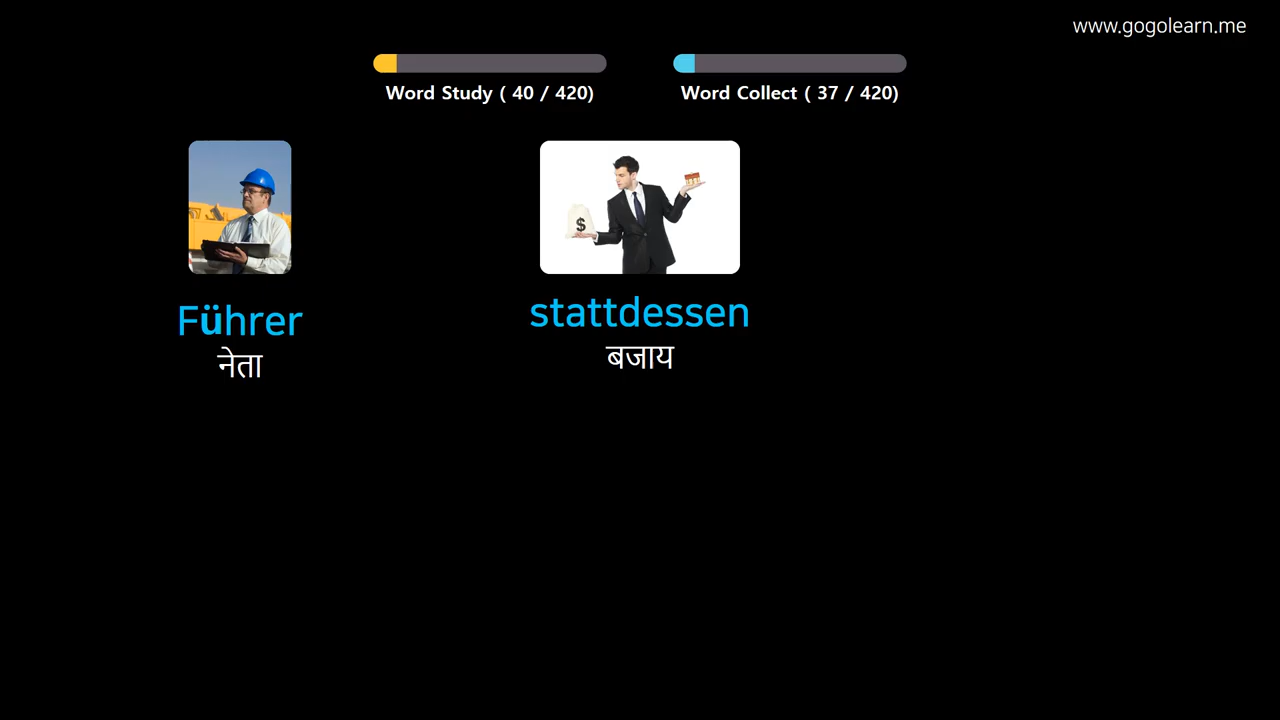 www.gogolearn.me
Word Study ( 40 / 420)
Word Collect ( 37 / 420)
$
Führer
नेता
stattdessen
बजाय